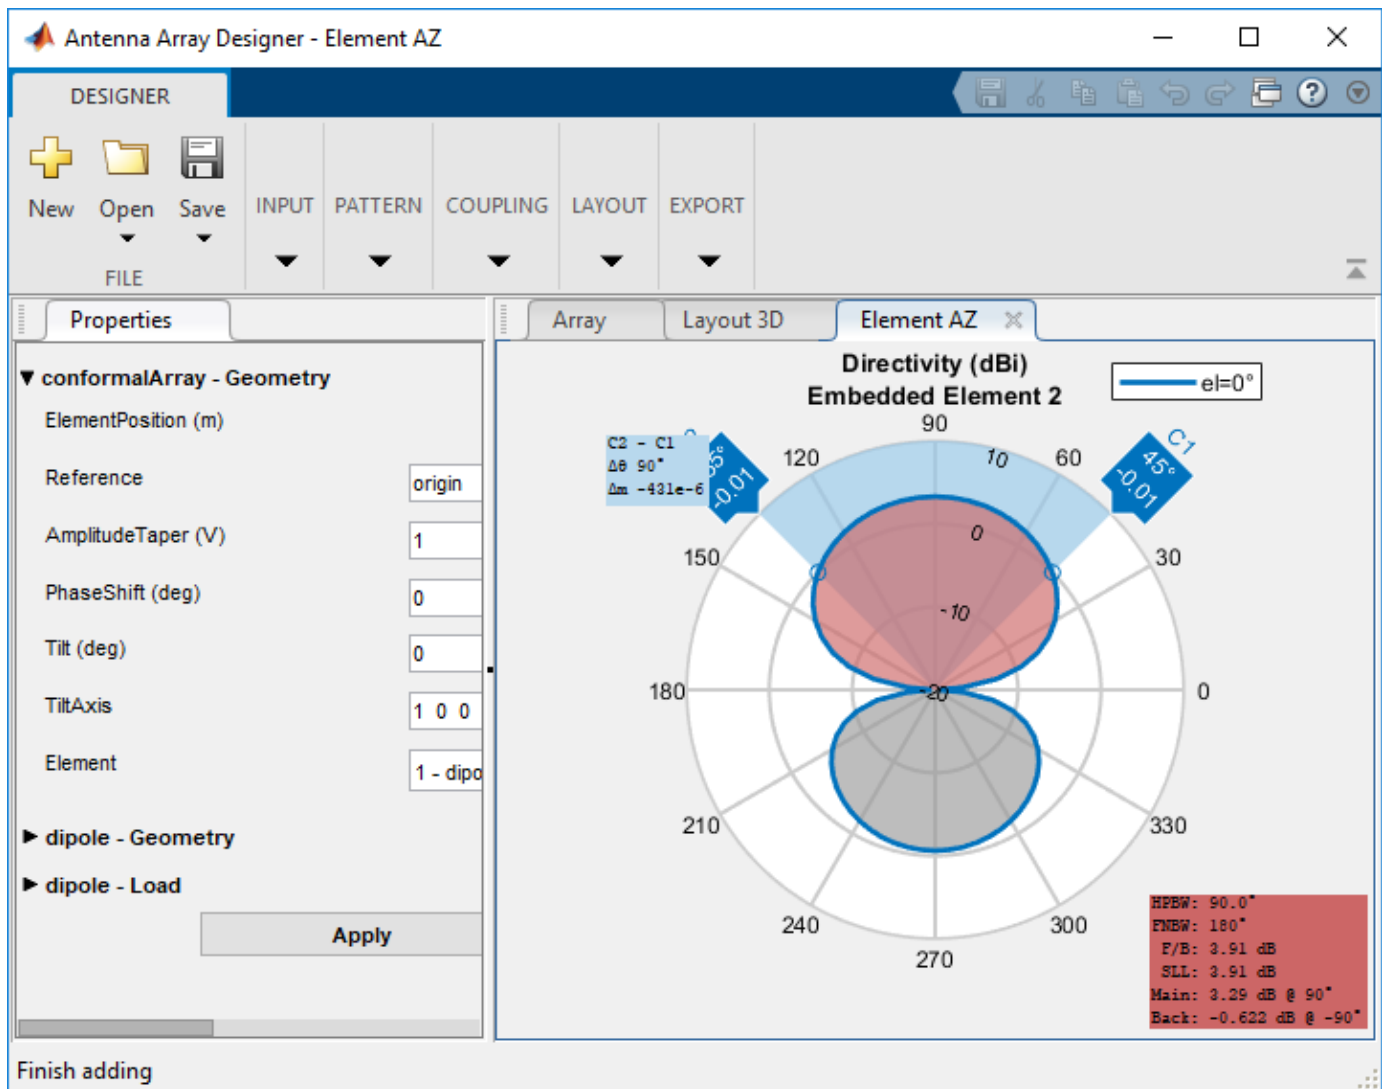 Antenna Array Designer - Element AZ
DESIGNER
New Open Save
FILE
INPUT PATTERN COUPLING LAYOUT EXPORT
Properties
conformalArray - Geometry
ElementPosition (m)
Reference origin
AmplitudeTaper (V) 1
PhaseShift (deg) 0
Tilt (deg) 0
TiltAxis 1 0 0
Element 1 - dipo
dipole - Geometry
dipole - Load
Apply
Array Layout 3D Element AZ
Directivity (dBi)
Embedded Element 2
el=0°
C2 - C1
Δθ 90°
Δm -431e-6
-0.01
C1
45°
-0.01
90
120
60
150
30
180
0
210
330
240
300
270
10
0
-10
-20
HPBW: 90.0°
FNBW: 180°
F/B: 3.91 dB
SLL: 3.91 dB
Main: 3.29 dB @ 90°
Back: -0.622 dB @ -90°
Finish adding